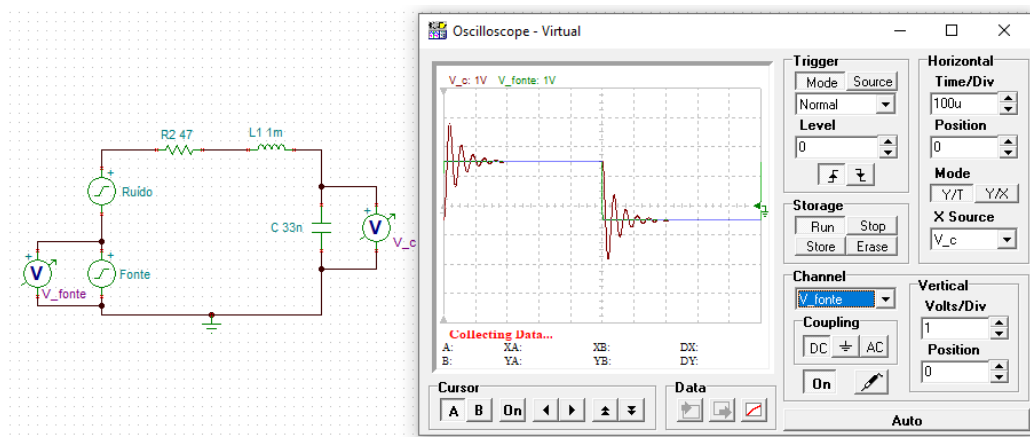 R2 47
L1 1m
+
Ruído
+
C 33n
+
V
V_c
+
V
V_fonte
+
Fonte
Oscilloscope - Virtual
V_c: 1V V_fonte: 1V
Collecting Data...
A: XA: XB: DX:
B: YA: YB: DY:
Cursor
A B On
Data
Trigger
Mode Source
Normal
Level
0
Storage
Run Stop
Store Erase
Channel
V_fonte
Coupling
DC AC
On
Horizontal
Time/Div
100u
Position
0
Mode
Y/T Y/X
X Source
V_c
Vertical
Volts/Div
1
Position
0
Auto